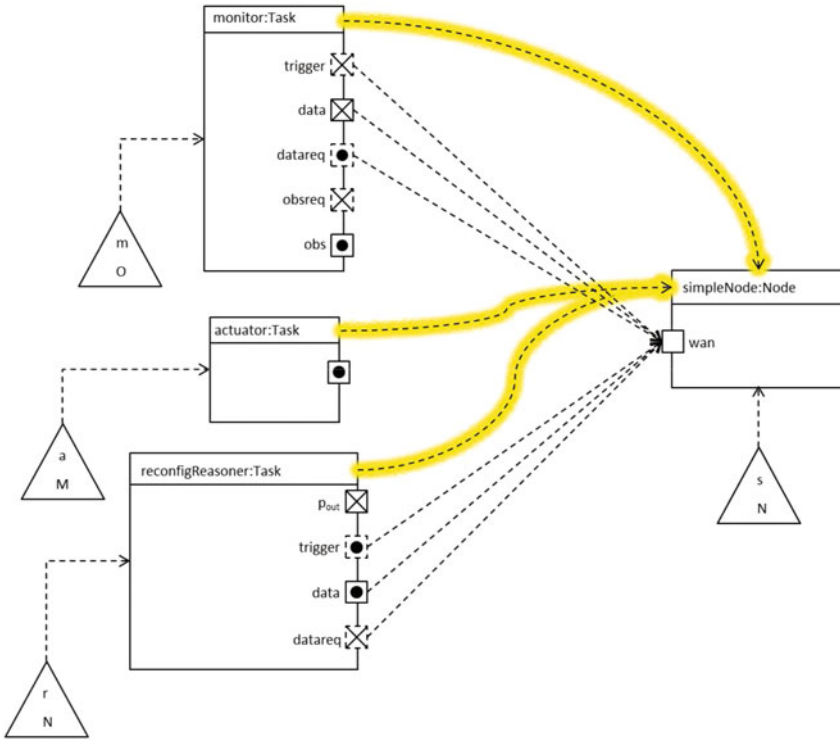 monitor:Task
trigger
data
datareq
obsreq
obs
m
O
simpleNode:Node
wan
actuator:Task
a
M
s
N
reconfigReasoner:Task
pout
trigger
data
datareq
r
N